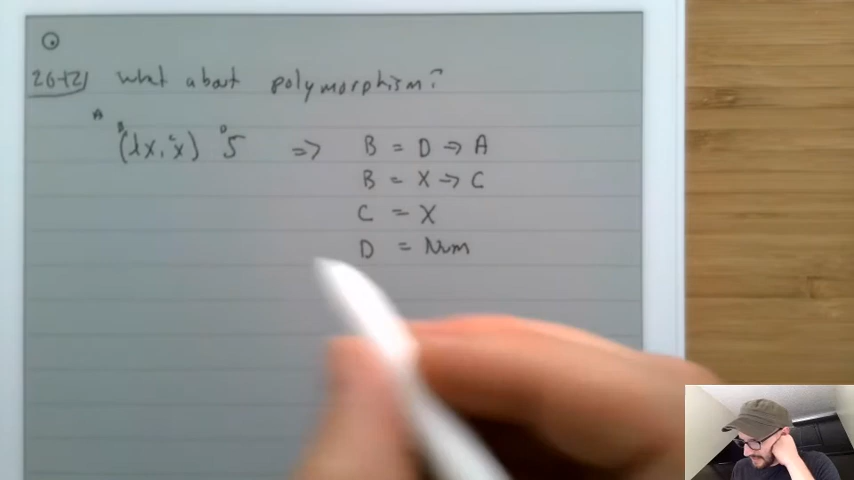 26+21 what about polymorphism?
A
B C D
(λx. x) 5 => B = D -> A
B = X -> C
C = X
D = Num